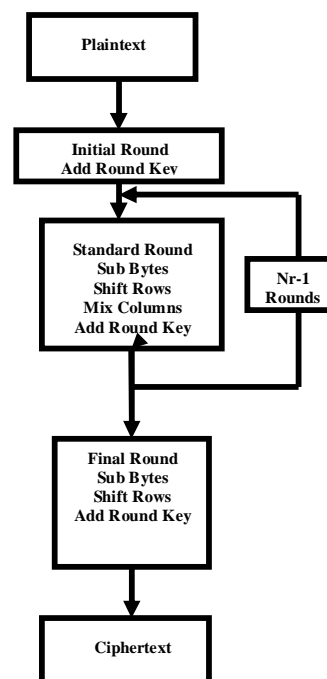 Plaintext
Initial Round
Add Round Key
Standard Round
Sub Bytes
Shift Rows
Mix Columns
Add Round Key
Nr-1
Rounds
Final Round
Sub Bytes
Shift Rows
Add Round Key
Ciphertext